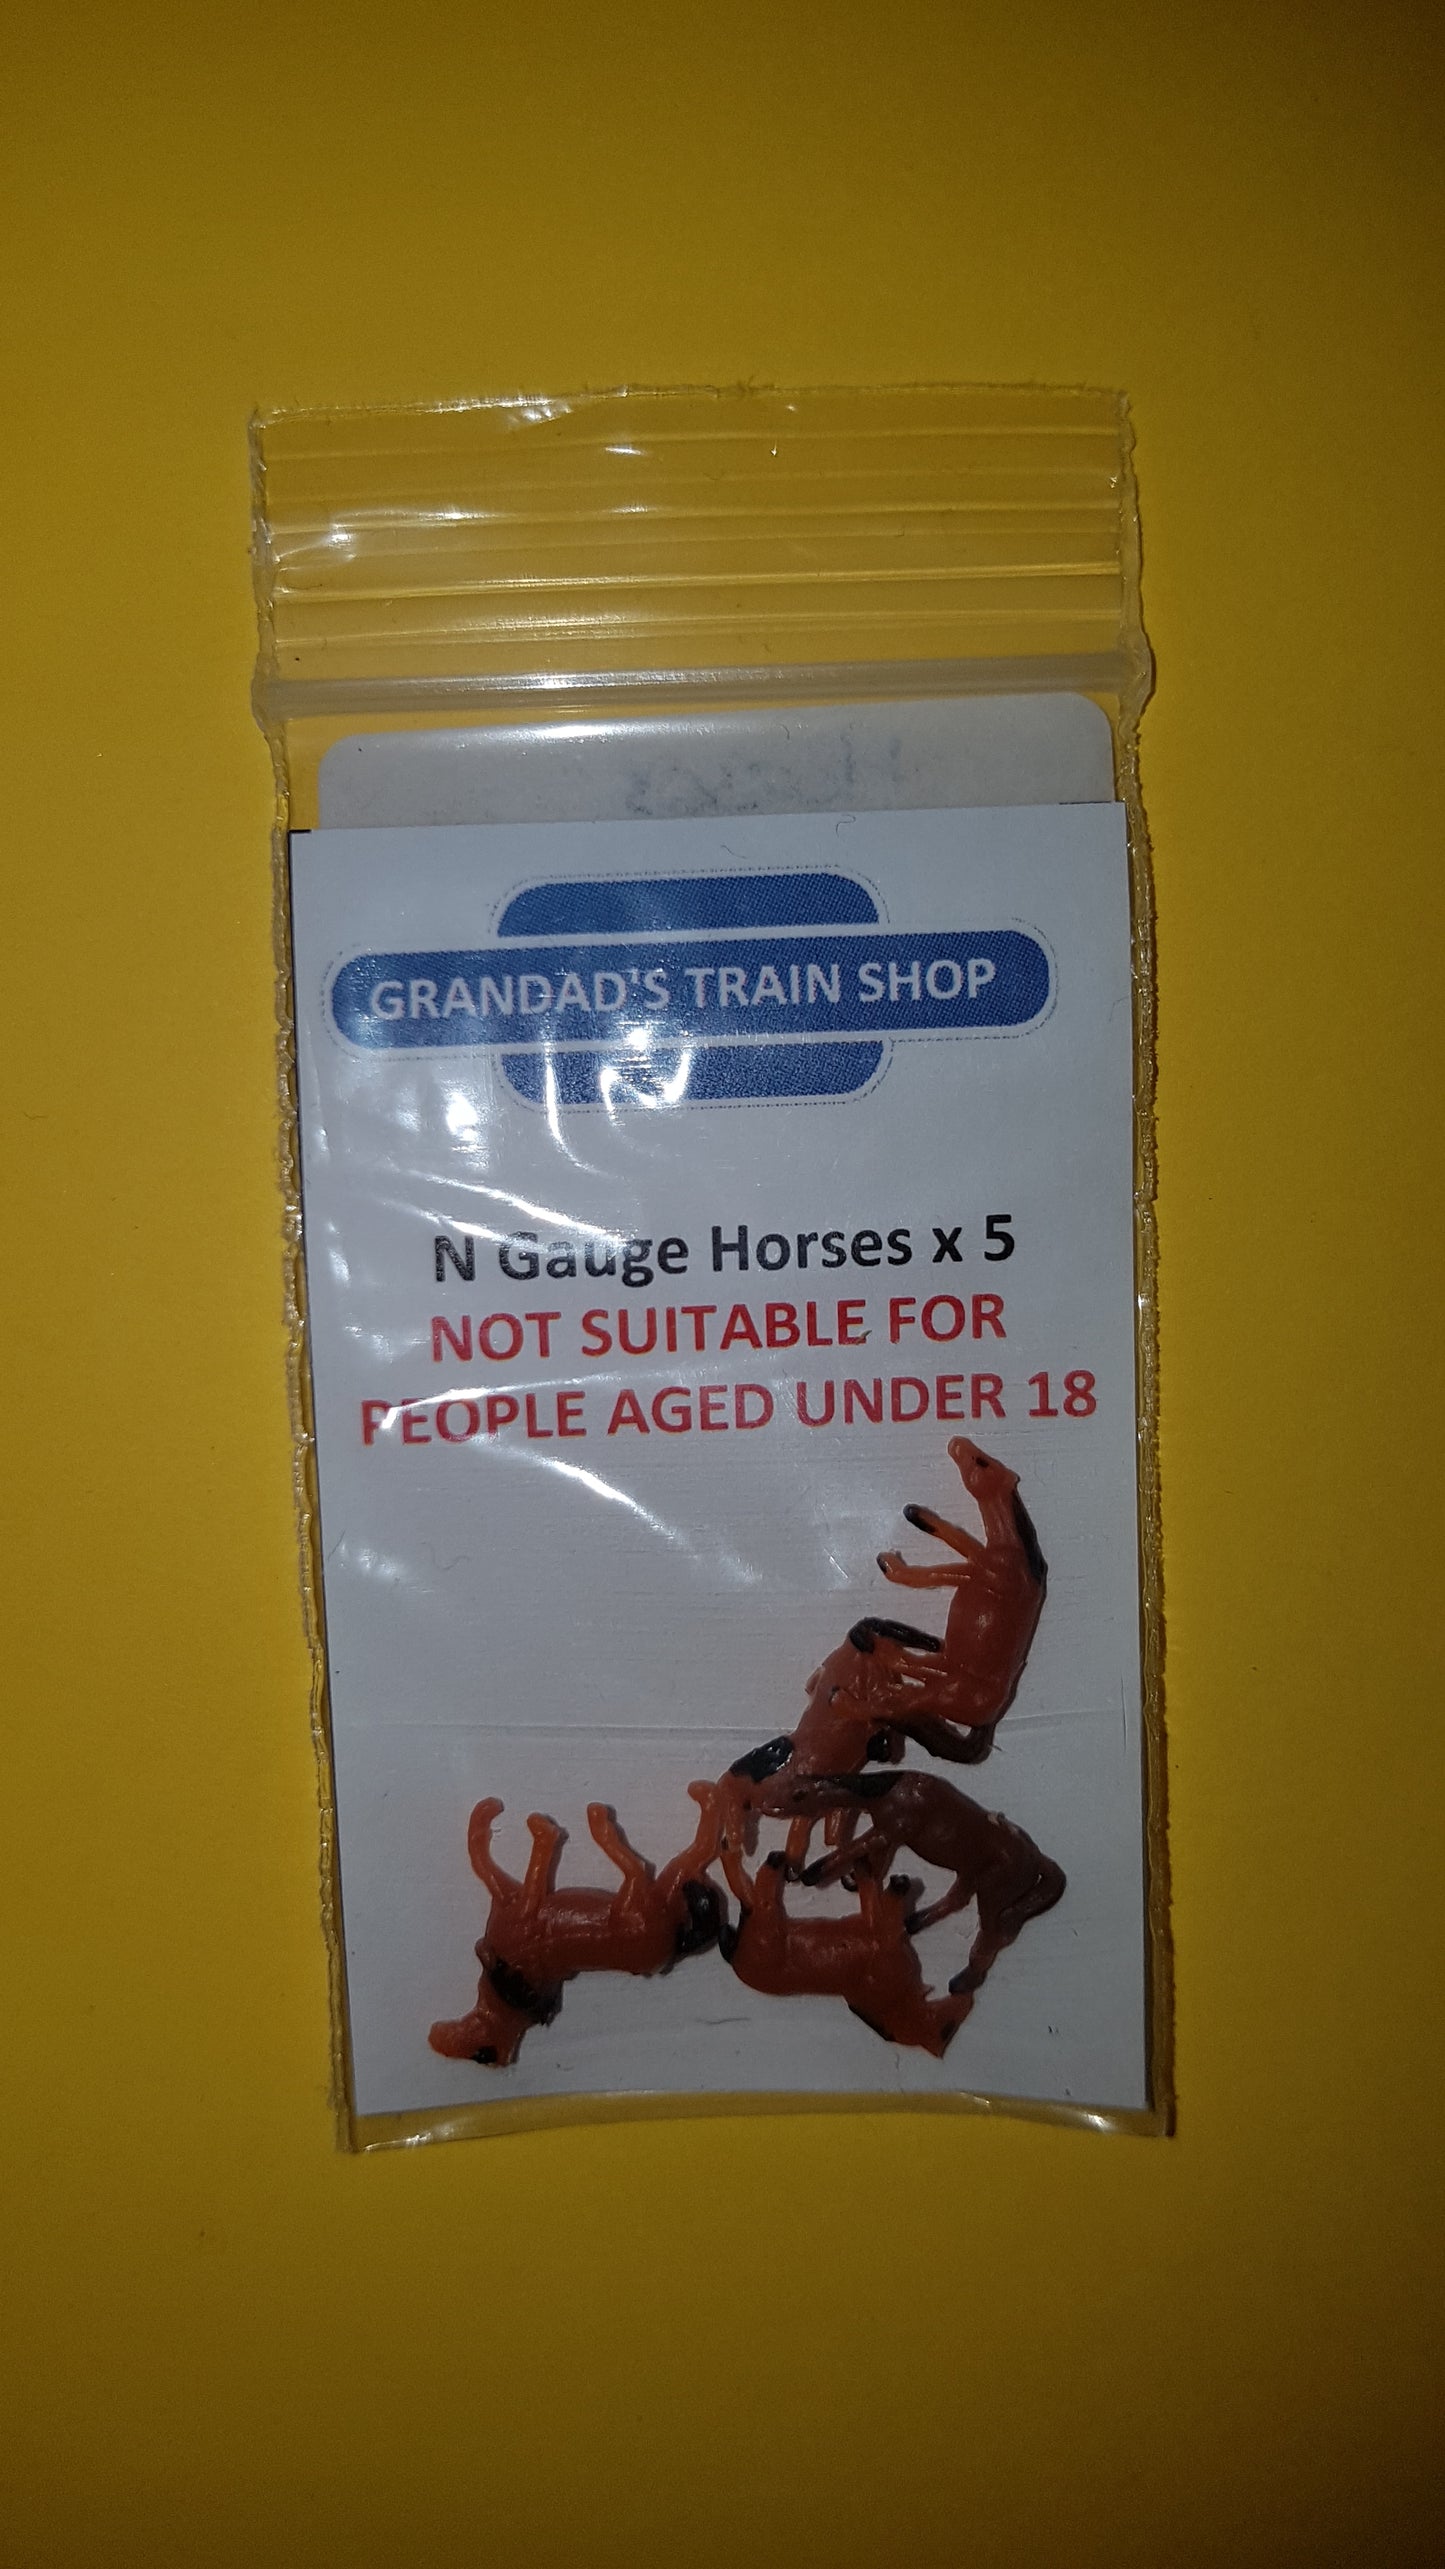 GRANDAD'S TRAIN SHOP
N Gauge Horses x 5
NOT SUITABLE FOR
PEOPLE AGED UNDER 18